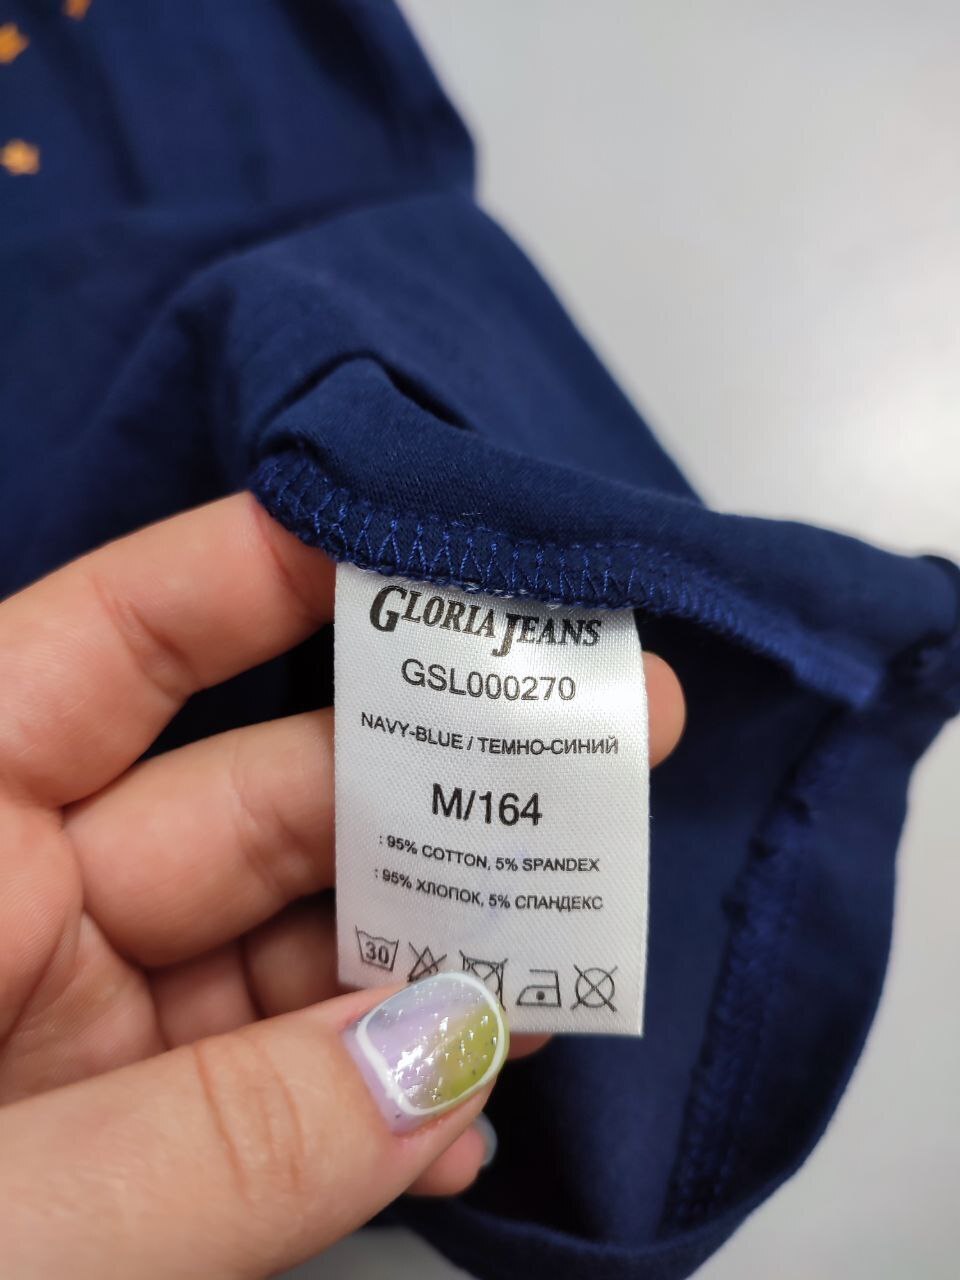 GLORIA JEANS
GSL000270
NAVY-BLUE / ТЕМНО-СИНИЙ
M/164
: 95% COTTON, 5% SPANDEX
: 95% ХЛОПОК, 5% СПАНДЕКС
30